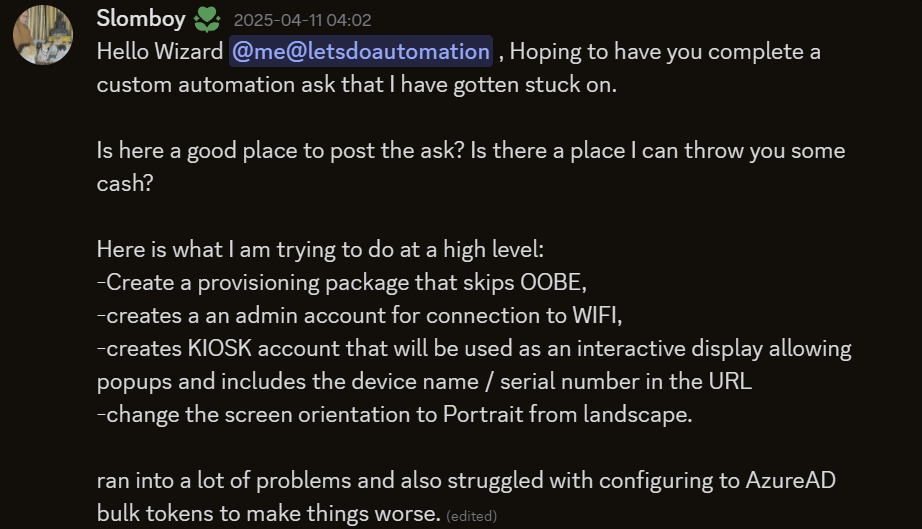 Slomboy 2025-04-11 04:02
Hello Wizard @me@letsdoautomation , Hoping to have you complete a
custom automation ask that I have gotten stuck on.
Is here a good place to post the ask? Is there a place I can throw you some
cash?
Here is what I am trying to do at a high level:
-Create a provisioning package that skips OOBE,
-creates a an admin account for connection to WIFI,
-creates KIOSK account that will be used as an interactive display allowing
popups and includes the device name / serial number in the URL
-change the screen orientation to Portrait from landscape.
ran into a lot of problems and also struggled with configuring to AzureAD
bulk tokens to make things worse. (edited)